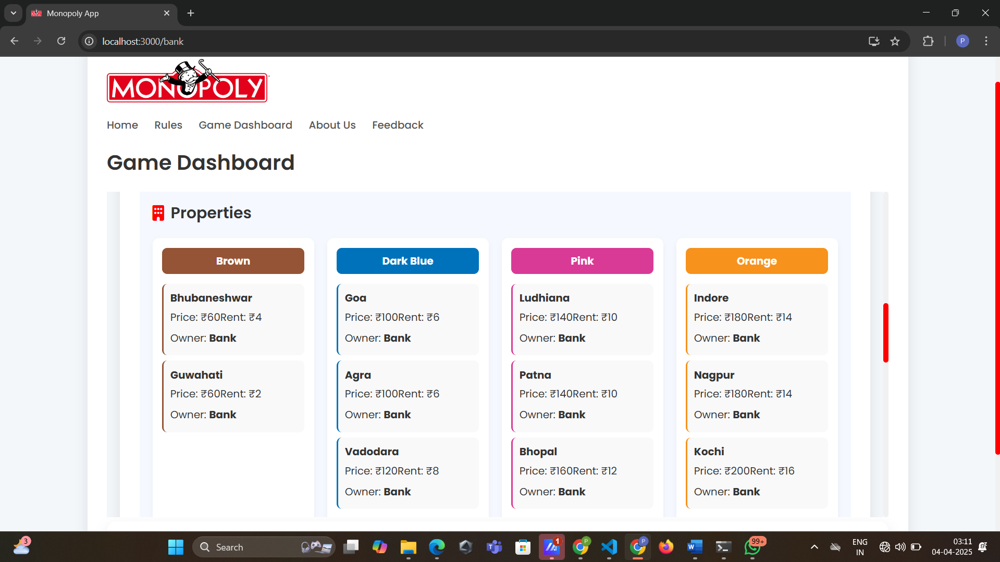 Monopoly App
localhost:3000/bank
P
MONOPOLY
Home Rules Game Dashboard About Us Feedback
Game Dashboard
Properties
Brown
Bhubaneshwar
Price: ₹60Rent: ₹4
Owner: Bank
Guwahati
Price: ₹60Rent: ₹2
Owner: Bank
Dark Blue
Goa
Price: ₹100Rent: ₹6
Owner: Bank
Agra
Price: ₹100Rent: ₹6
Owner: Bank
Vadodara
Price: ₹120Rent: ₹8
Owner: Bank
Pink
Ludhiana
Price: ₹140Rent: ₹10
Owner: Bank
Patna
Price: ₹140Rent: ₹10
Owner: Bank
Bhopal
Price: ₹160Rent: ₹12
Owner: Bank
Orange
Indore
Price: ₹180Rent: ₹14
Owner: Bank
Nagpur
Price: ₹180Rent: ₹14
Owner: Bank
Kochi
Price: ₹200Rent: ₹16
Owner: Bank
3
Search
T
1
P
P
W
99+
ENG
IN
03:11
04-04-2025